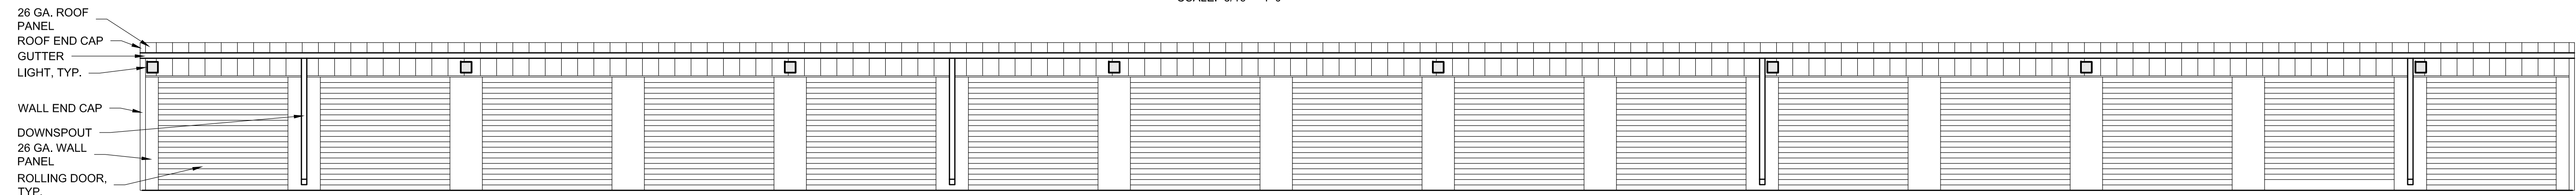 26 GA. ROOF
PANEL
ROOF END CAP
GUTTER
LIGHT, TYP.
WALL END CAP
DOWNSPOUT
26 GA. WALL
PANEL
ROLLING DOOR,
TYP.